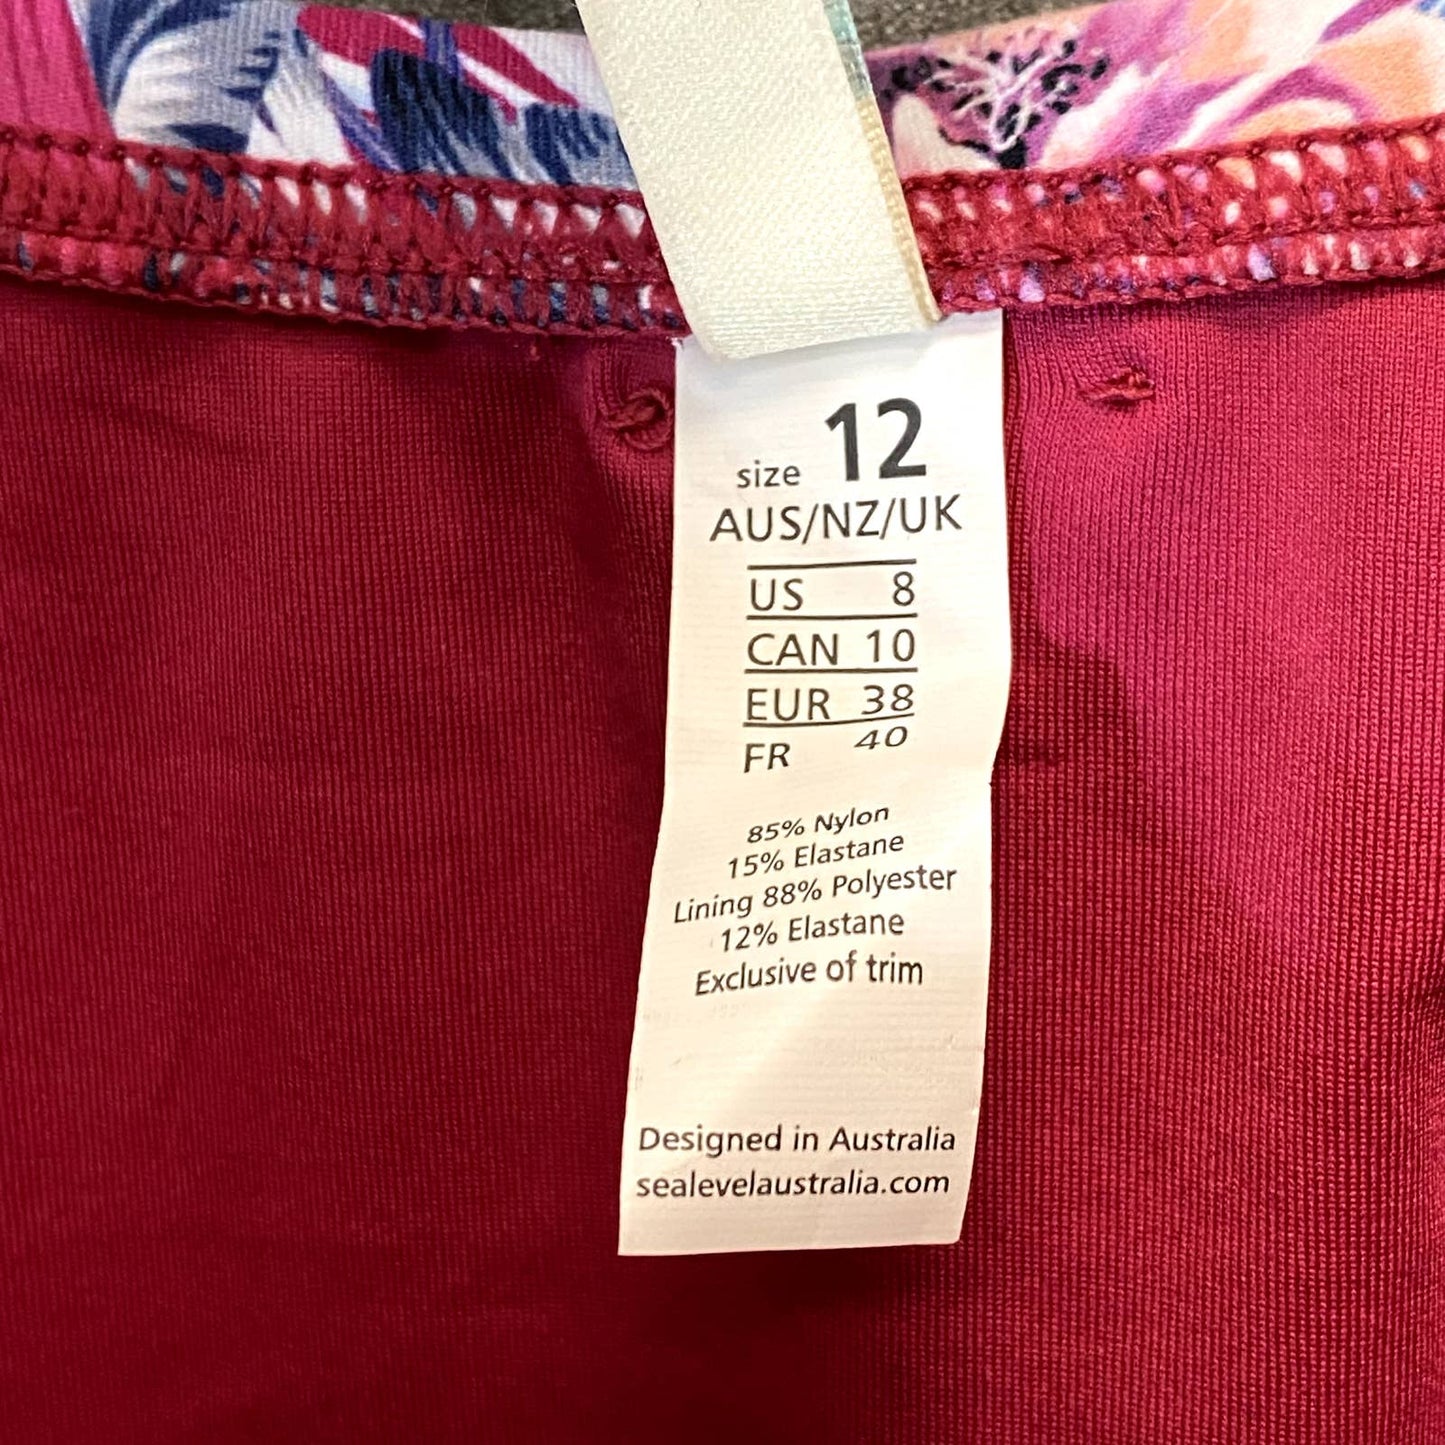 size 12
AUS/NZ/UK
US 8
CAN 10
EUR 38
FR 40
85% Nylon
15% Elastane
Lining 88% Polyester
12% Elastane
Exclusive of trim
Designed in Australia
sealevelaustralia.com